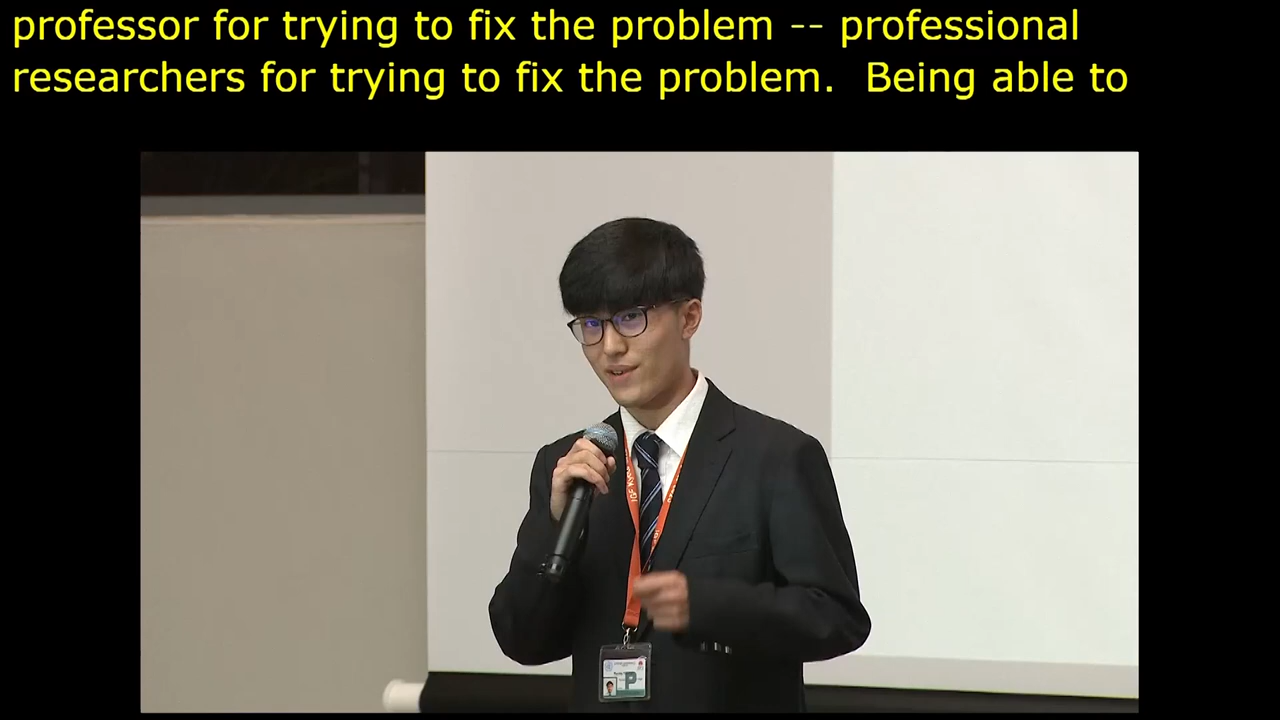 professor for trying to fix the problem -- professional
researchers for trying to fix the problem.  Being able to
P